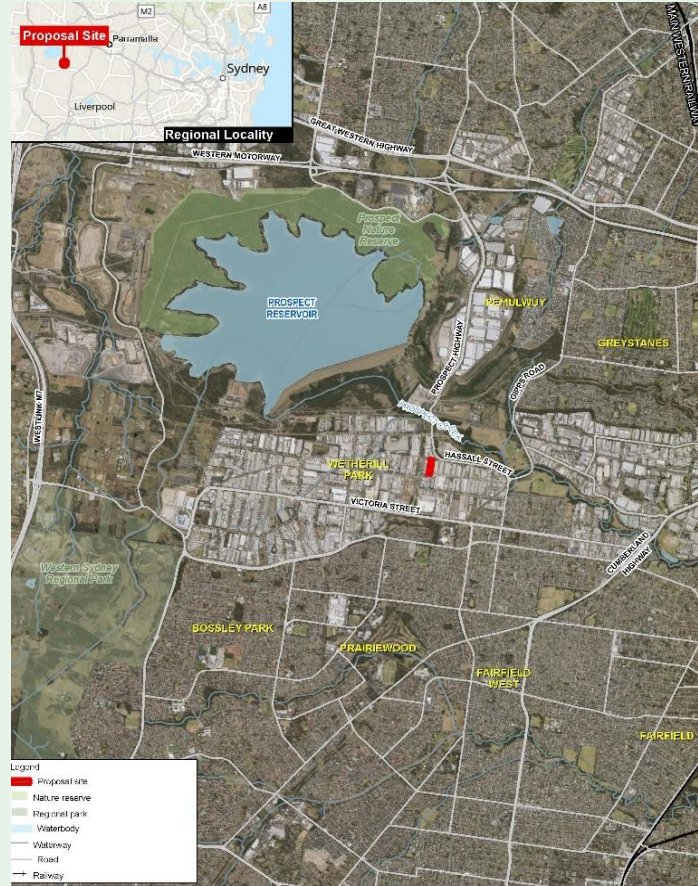 M2
A8
Proposal Site
Parramatta
Sydney
Liverpool
Regional Locality
MAIN WESTERN RAILWAY
GREAT WESTERN HIGHWAY
WESTERN MOTORWAY
Prospect
Nature
Reserve
PROSPECT
RESERVOIR
PEMULWUY
GREYSTANES
PROSPECT HIGHWAY
GIPPS ROAD
WESTLINK M7
PROSPECT CREEK
HASSALL STREET
WETHERILL
PARK
VICTORIA STREET
CUMBERLAND
HIGHWAY
Western Sydney
Regional Park
BOSSLEY PARK
PRAIRIEWOOD
FAIRFIELD
WEST
FAIRFIELD
Legend
Proposal site
Nature reserve
Regional park
Waterbody
Waterway
Road
Railway